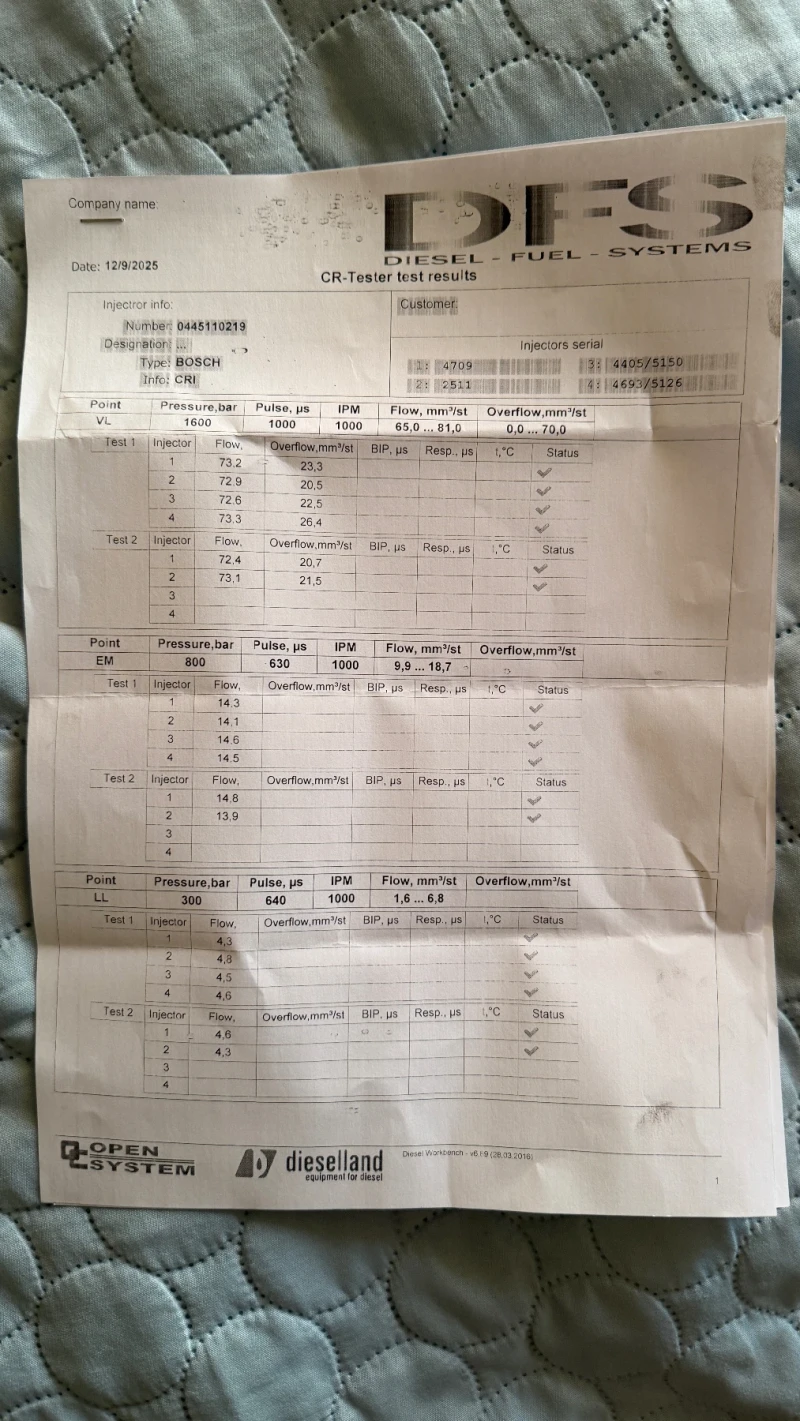 Company name:
DFS
DIESEL - FUEL - SYSTEMS
Date: 12/9/2025
CR-Tester test results
Injectror info:
Customer:
Number: 0445110219
Designation: ...
Injectors serial
Type: BOSCH
1: 4709 3: 4405/5150
Info: CRI
2: 2511 4: 4693/5126
Point Pressure,bar Pulse, µs IPM Flow, mm³/st Overflow,mm³/st
VL 1600 1000 1000 65,0 ... 81,0 0,0 ... 70,0
Test 1 Injector Flow, Overflow,mm³/st BIP, µs Resp., µs t,°C Status
1 73,2 23,3
2 72,9 20,5
3 72,6 22,5
4 73,3 26,4
Test 2 Injector Flow, Overflow,mm³/st BIP, µs Resp., µs t,°C Status
1 72,4 20,7
2 73,1 21,5
3
4
Point Pressure,bar Pulse, µs IPM Flow, mm³/st Overflow,mm³/st
EM 800 630 1000 9,9 ... 18,7
Test 1 Injector Flow, Overflow,mm³/st BIP, µs Resp., µs t,°C Status
1 14,3
2 14,1
3 14,6
4 14,5
Test 2 Injector Flow, Overflow,mm³/st BIP, µs Resp., µs t,°C Status
1 14,8
2 13,9
3
4
Point Pressure,bar Pulse, µs IPM Flow, mm³/st Overflow,mm³/st
LL 300 640 1000 1,6 ... 6,8
Test 1 Injector Flow, Overflow,mm³/st BIP, µs Resp., µs t,°C Status
1 4,3
2 4,8
3 4,5
4 4,6
Test 2 Injector Flow, Overflow,mm³/st BIP, µs Resp., µs t,°C Status
1 4,6
2 4,3
3
4
OPEN SYSTEM
dieselland
equipment for diesel
Diesel Workbench - v6.89 (28.03.2016)
1